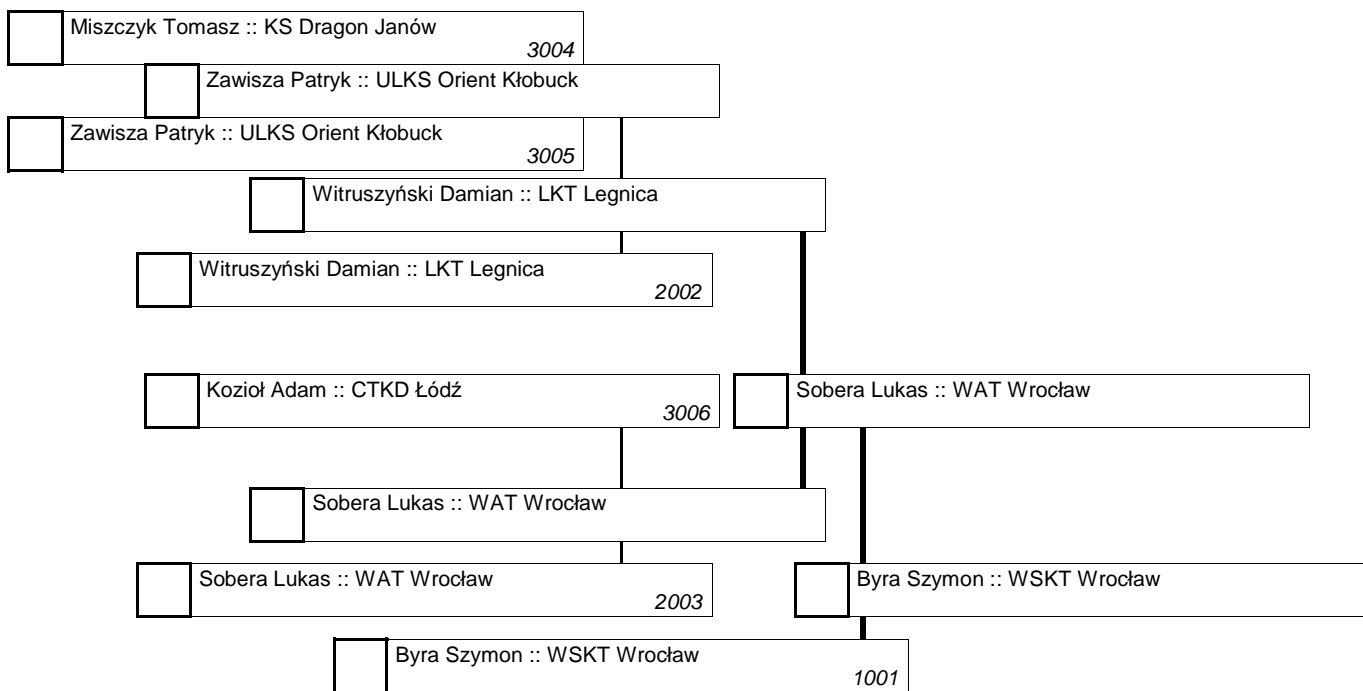 Miszczyk Tomasz :: KS Dragon Janów
3004
Zawisza Patryk :: ULKS Orient Kłobuck
Zawisza Patryk :: ULKS Orient Kłobuck
3005
Witruszyński Damian :: LKT Legnica
Witruszyński Damian :: LKT Legnica
2002
Kozioł Adam :: CTKD Łódź
3006
Sobera Lukas :: WAT Wrocław
Sobera Lukas :: WAT Wrocław
Sobera Lukas :: WAT Wrocław
2003
Byra Szymon :: WSKT Wrocław
Byra Szymon :: WSKT Wrocław
1001